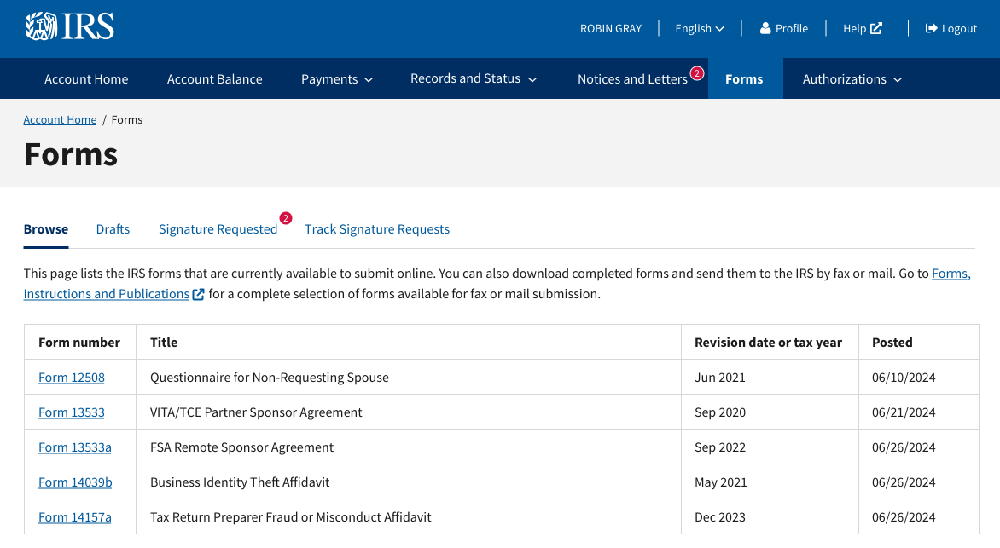 IRS
ROBIN GRAY English Profile Help Logout
Account Home Account Balance Payments Records and Status Notices and Letters 2 Forms Authorizations
Account Home / Forms
Forms
Browse Drafts Signature Requested 2 Track Signature Requests
This page lists the IRS forms that are currently available to submit online. You can also download completed forms and send them to the IRS by fax or mail. Go to Forms,
Instructions and Publications for a complete selection of forms available for fax or mail submission.
Form number Title Revision date or tax year Posted
Form 12508 Questionnaire for Non-Requesting Spouse Jun 2021 06/10/2024
Form 13533 VITA/TCE Partner Sponsor Agreement Sep 2020 06/21/2024
Form 13533a FSA Remote Sponsor Agreement Sep 2022 06/26/2024
Form 14039b Business Identity Theft Affidavit May 2021 06/26/2024
Form 14157a Tax Return Preparer Fraud or Misconduct Affidavit Dec 2023 06/26/2024